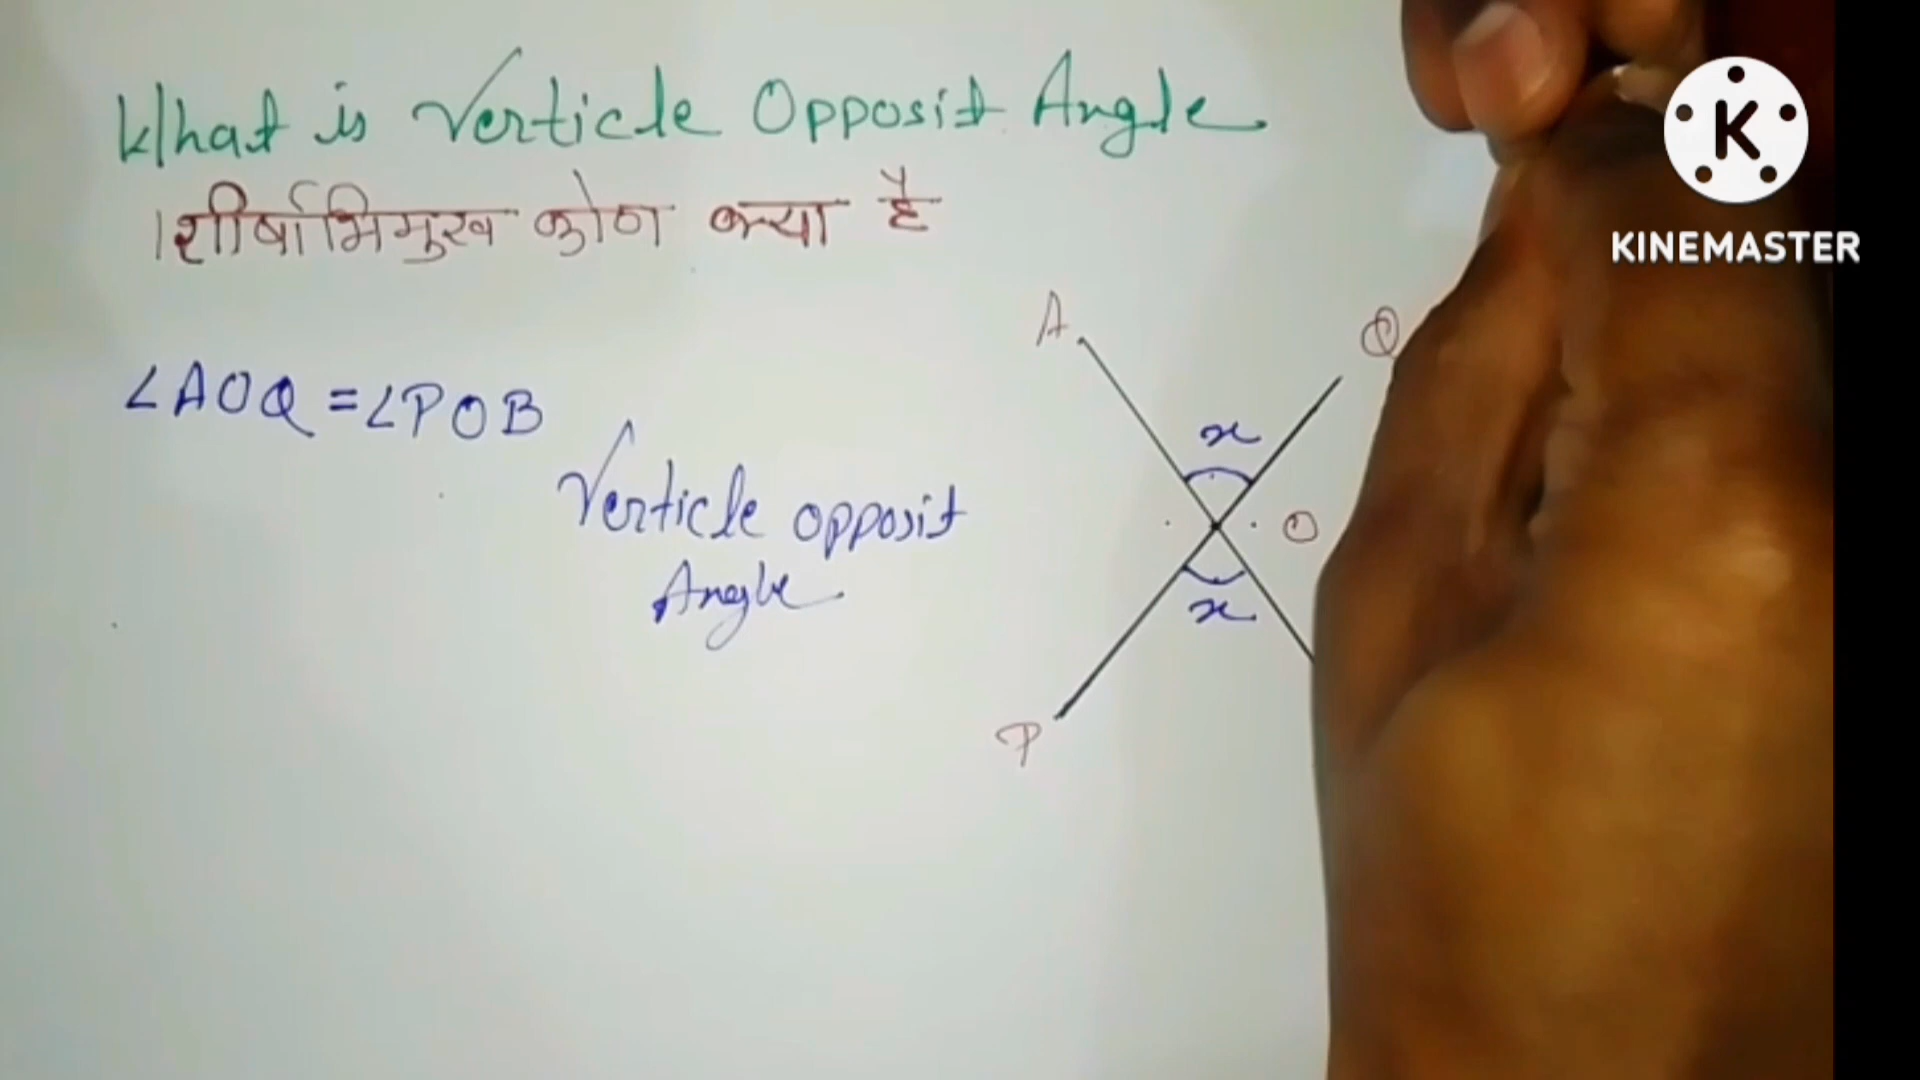 What is Verticle Opposit Angle
शीर्षाभिमुख कोण क्या है
A
Q
∠AOQ = ∠POB
x
Verticle opposit
Angle
O
x
P
K
KINEMASTER